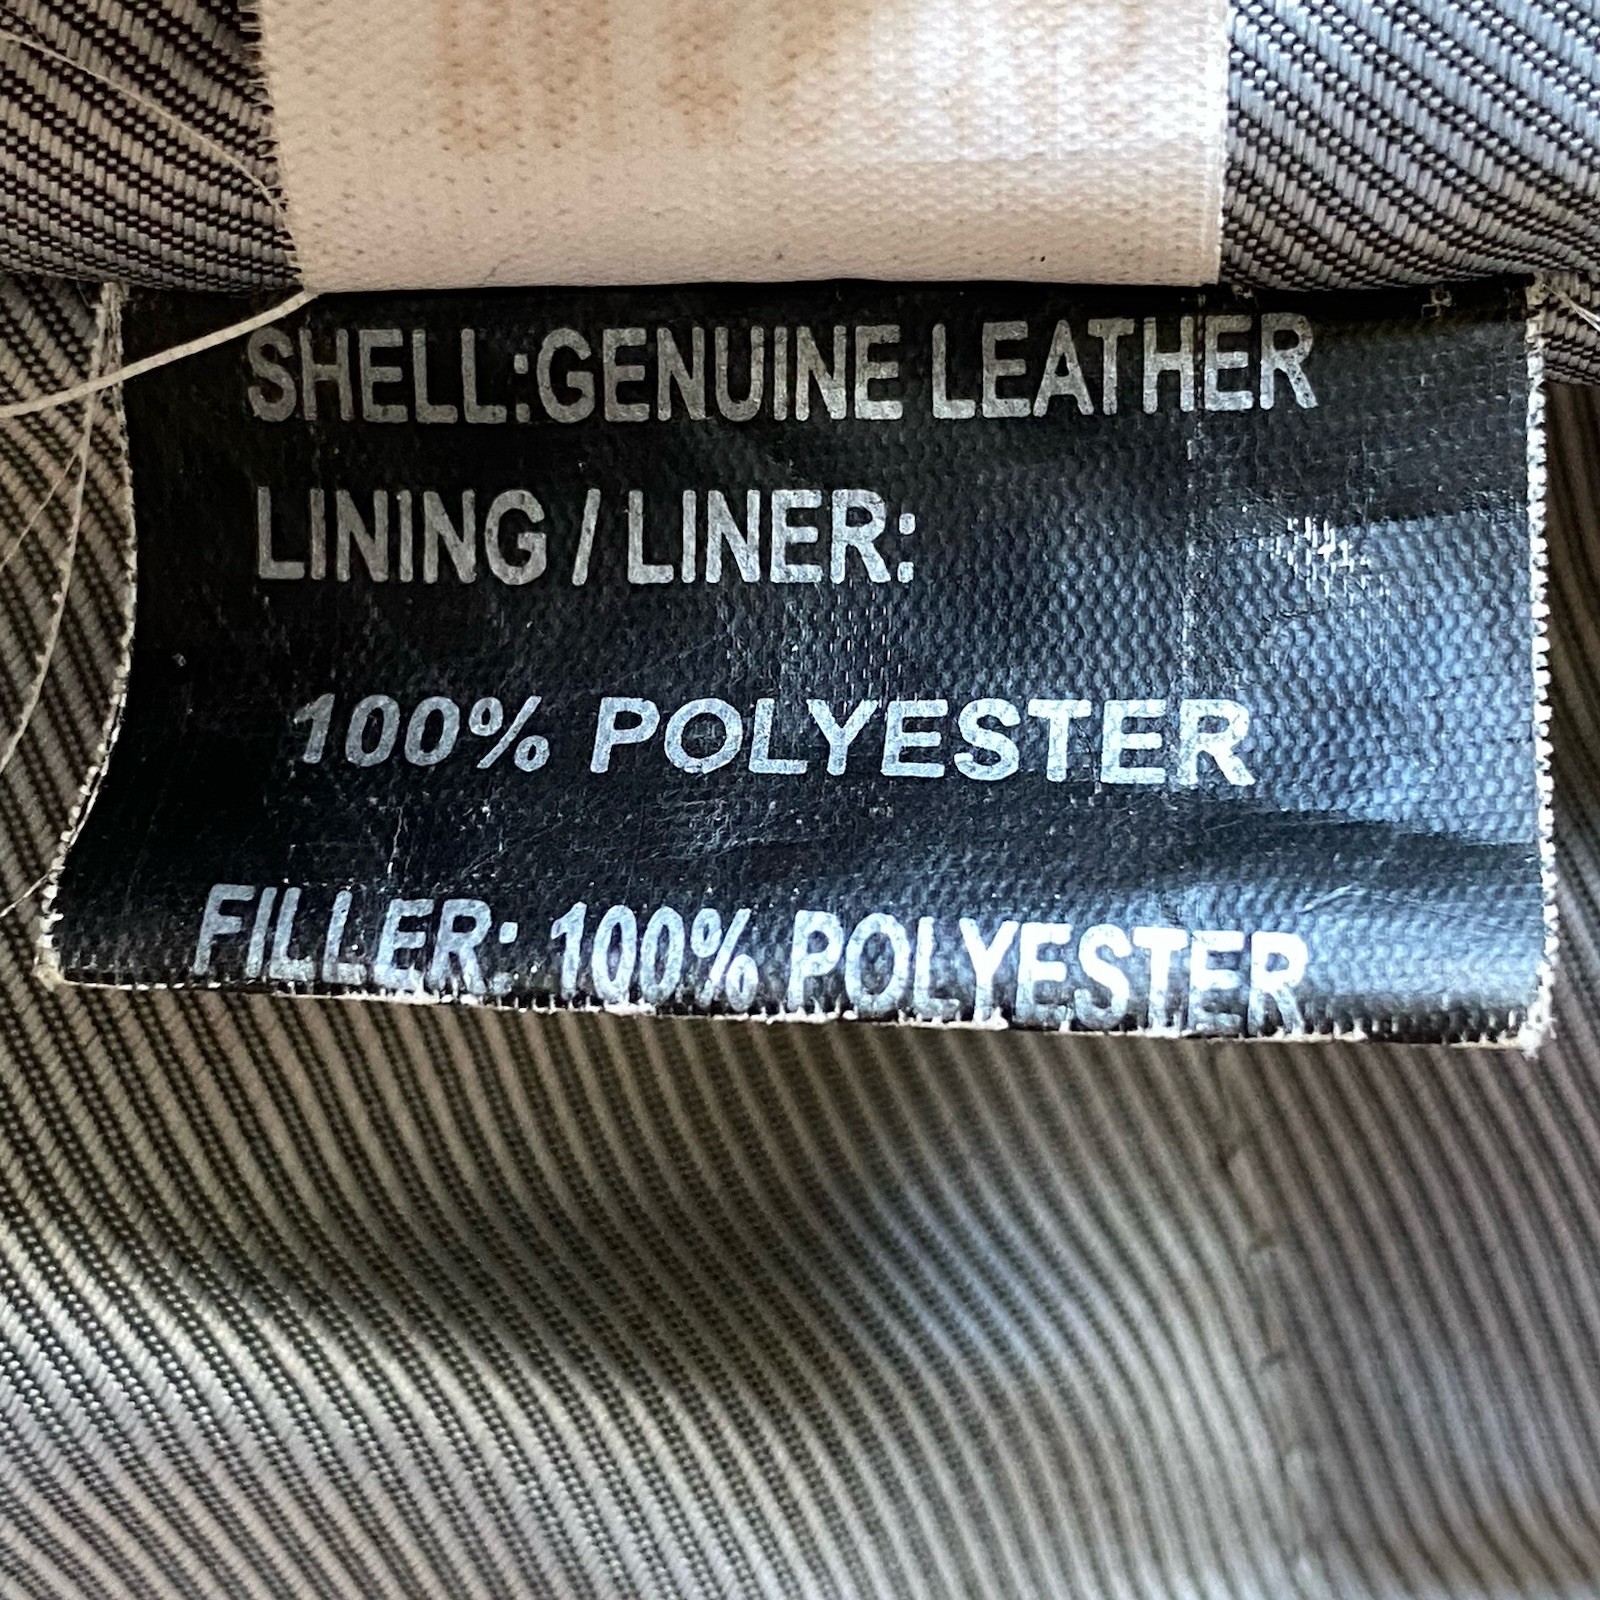 SHELL:GENUINE LEATHER
LINING / LINER:
100% POLYESTER
FILLER: 100% POLYESTER